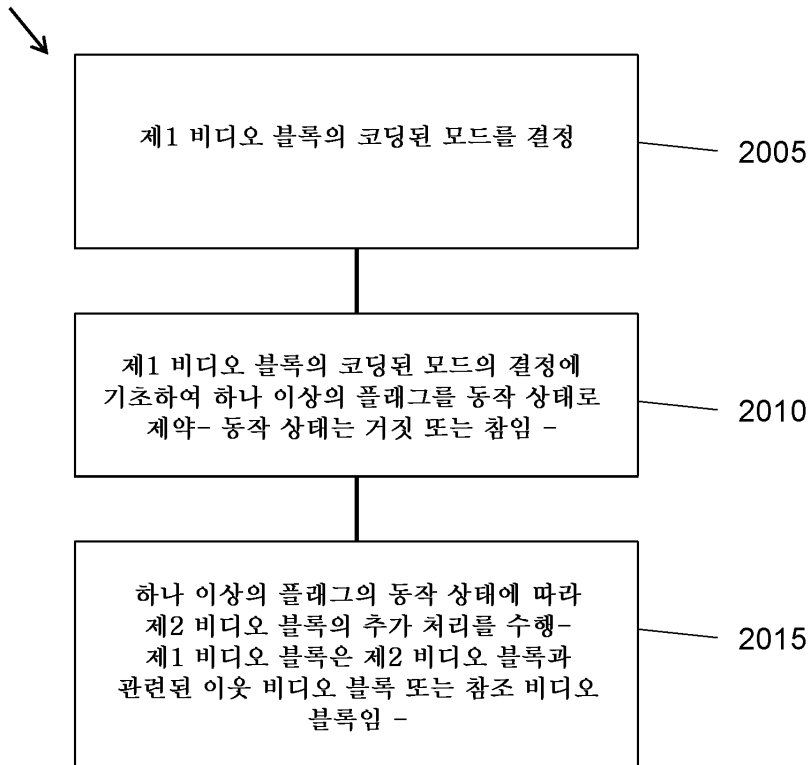 제1 비디오 블록의 코딩된 모드를 결정
2005
제1 비디오 블록의 코딩된 모드의 결정에
기초하여 하나 이상의 플래그를 동작 상태로
제약- 동작 상태는 거짓 또는 참임 -
2010
하나 이상의 플래그의 동작 상태에 따라
제2 비디오 블록의 추가 처리를 수행-
제1 비디오 블록은 제2 비디오 블록과
관련된 이웃 비디오 블록 또는 참조 비디오
블록임 -
2015